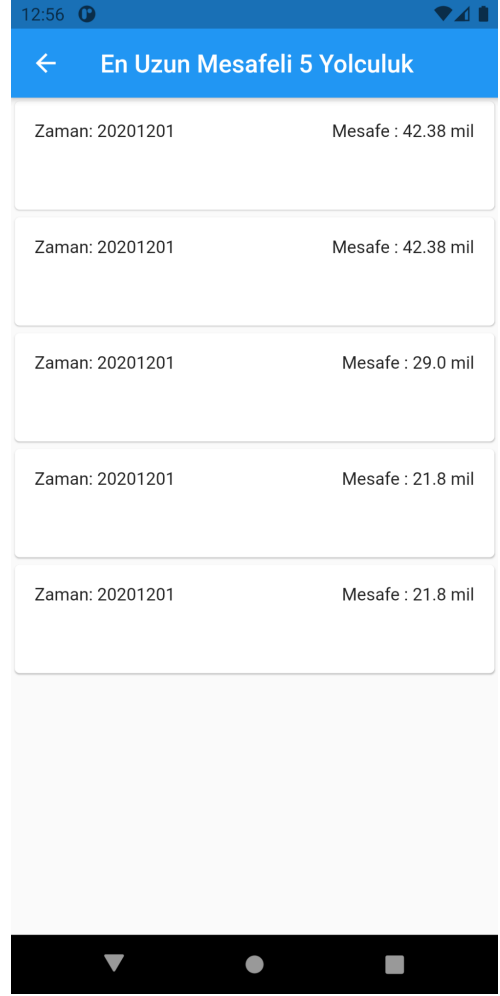 12:56
En Uzun Mesafeli 5 Yolculuk
Zaman: 20201201 Mesafe : 42.38 mil
Zaman: 20201201 Mesafe : 42.38 mil
Zaman: 20201201 Mesafe : 29.0 mil
Zaman: 20201201 Mesafe : 21.8 mil
Zaman: 20201201 Mesafe : 21.8 mil